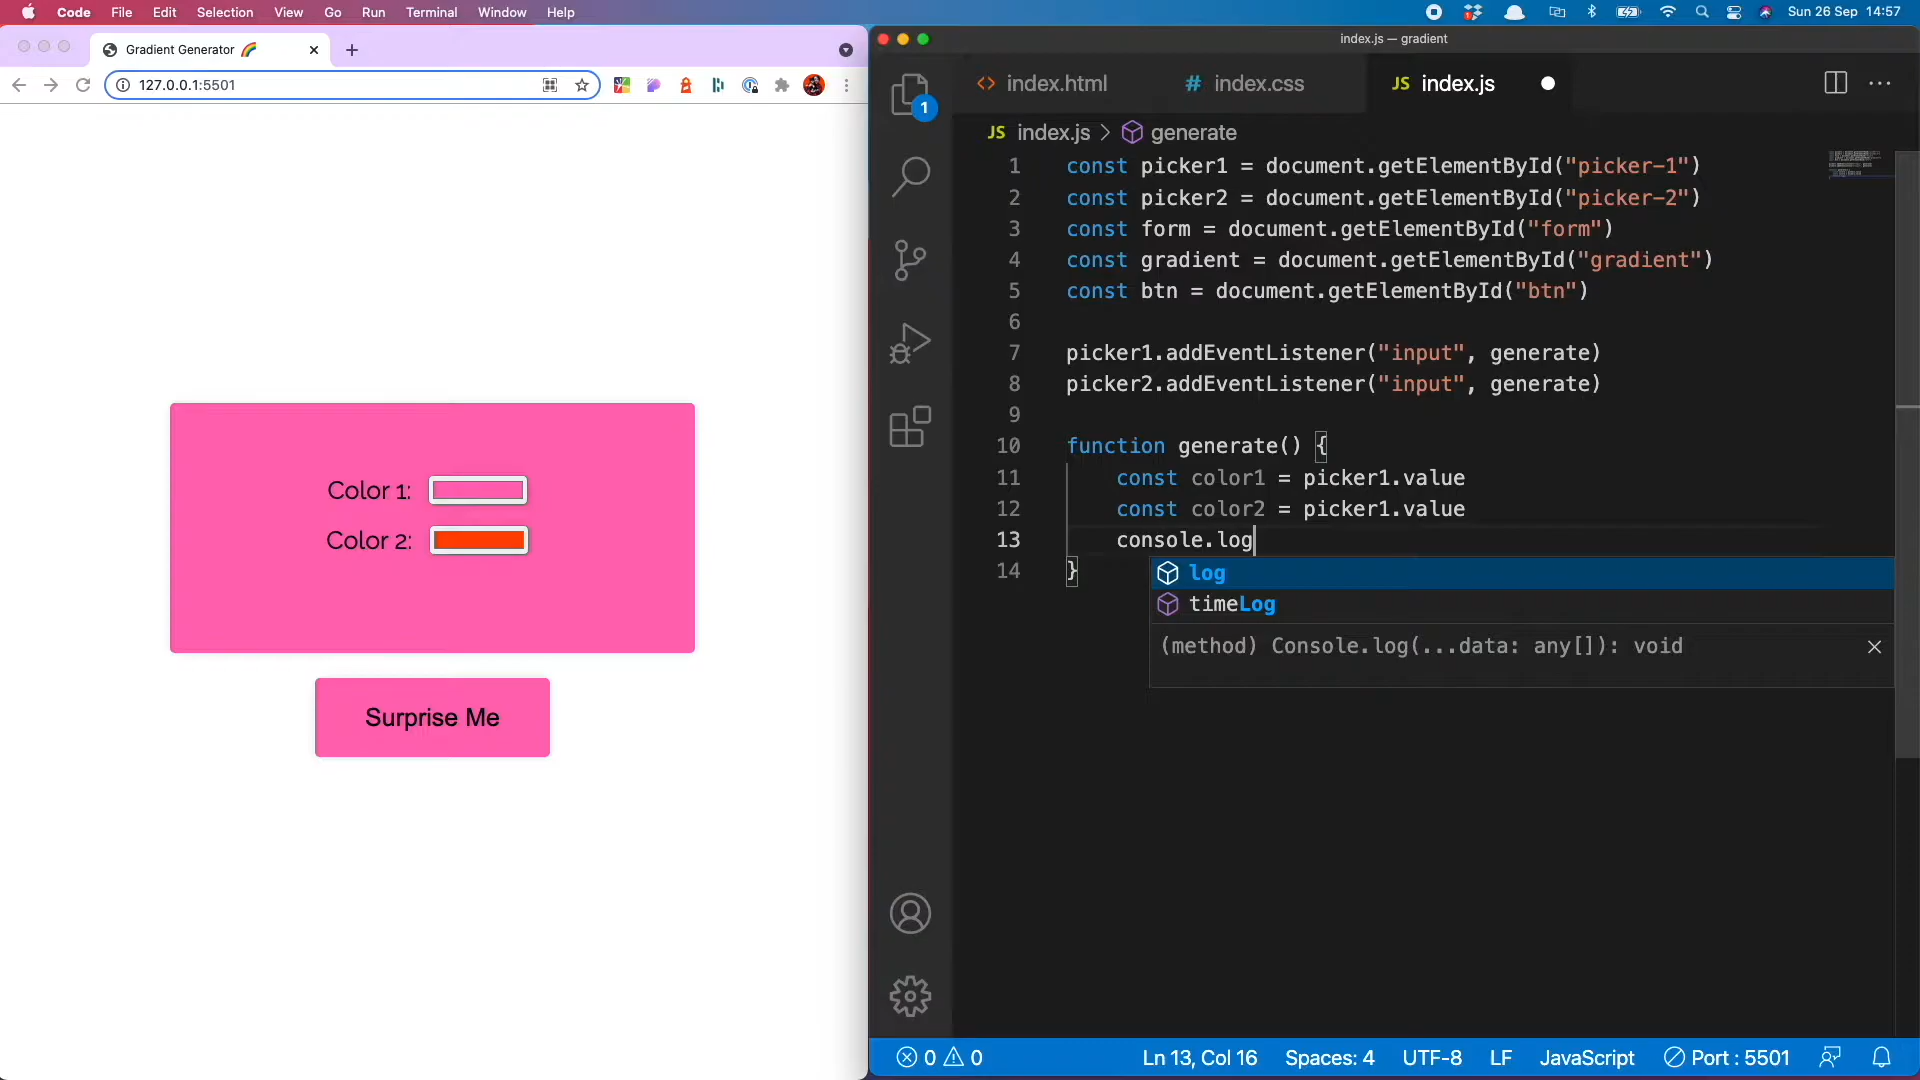 Code File Edit Selection View Go Run Terminal Window Help
Sun 26 Sep 14:57
Gradient Generator 🌈
127.0.0.1:5501
Color 1:
Color 2:
Surprise Me
index.js — gradient
1
<> index.html
# index.css
JS index.js
JS index.js > generate
1 const picker1 = document.getElementById("picker-1")
2 const picker2 = document.getElementById("picker-2")
3 const form = document.getElementById("form")
4 const gradient = document.getElementById("gradient")
5 const btn = document.getElementById("btn")
6
7 picker1.addEventListener("input", generate)
8 picker2.addEventListener("input", generate)
9
10 function generate() {
11     const color1 = picker1.value
12     const color2 = picker1.value
13     console.log
14 }
log
timeLog
(method) Console.log(...data: any[]): void
0 0 Ln 13, Col 16 Spaces: 4 UTF-8 LF JavaScript Port : 5501